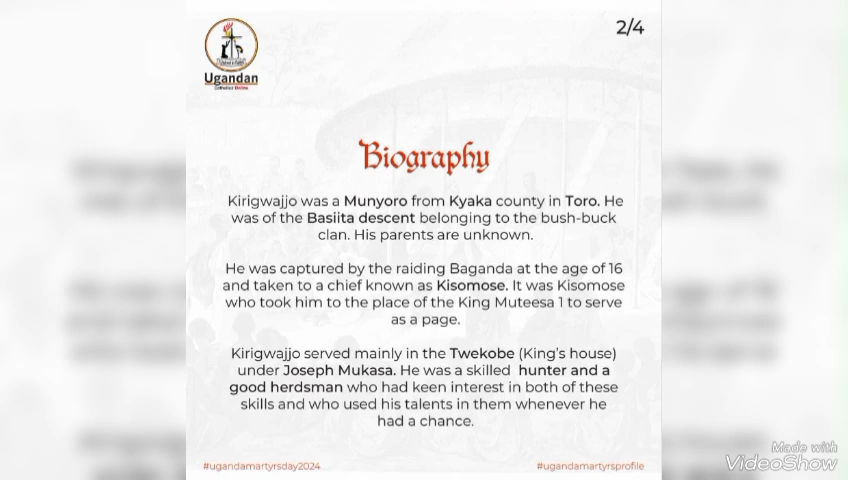 2/4
Ugandan
Catholics Online
Biography
Kirigwajjo was a Munyoro from Kyaka county in Toro. He
was of the Basiita descent belonging to the bush-buck
clan. His parents are unknown.
He was captured by the raiding Baganda at the age of 16
and taken to a chief known as Kisomose. It was Kisomose
who took him to the place of the King Muteesa 1 to serve
as a page.
Kirigwajjo served mainly in the Twekobe (King's house)
under Joseph Mukasa. He was a skilled hunter and a
good herdsman who had keen interest in both of these
skills and who used his talents in them whenever he
had a chance.
#ugandamartyrsday2024
#ugandamartyrsprofile
Made with
VideoShow